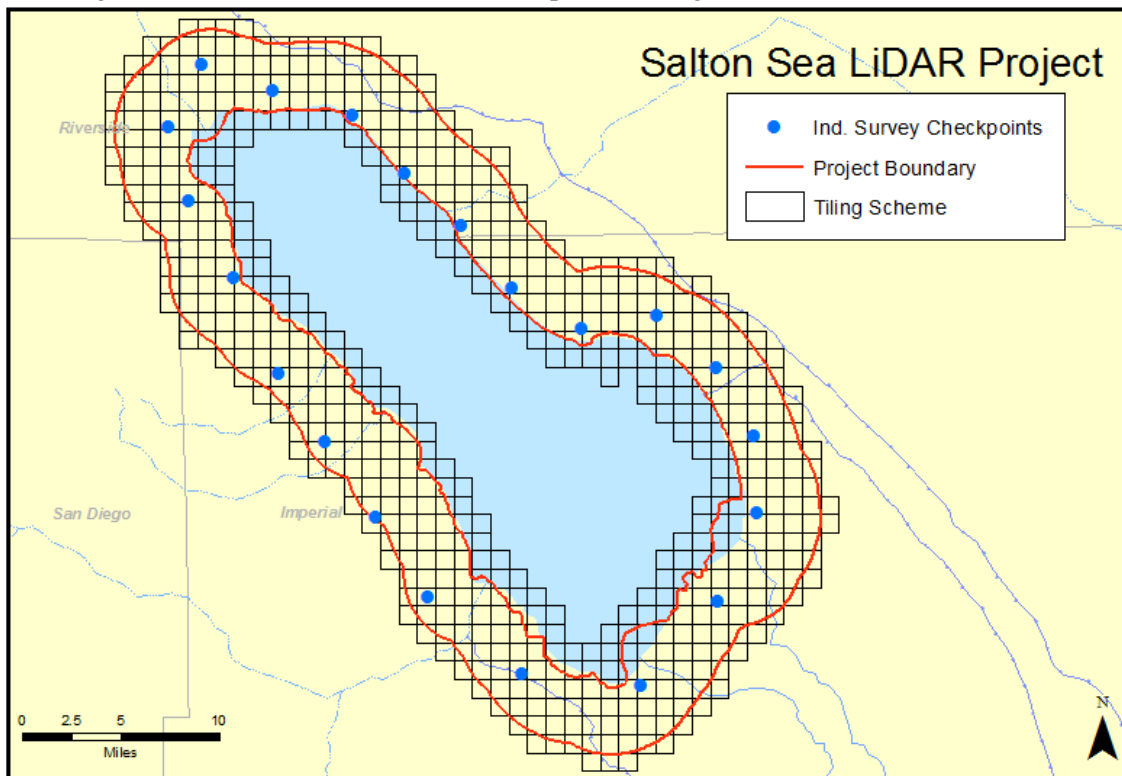 Salton Sea LiDAR Project
Ind. Survey Checkpoints
Project Boundary
Tiling Scheme
Riverside
San Diego
Imperial
0 2.5 5 10
Miles
N